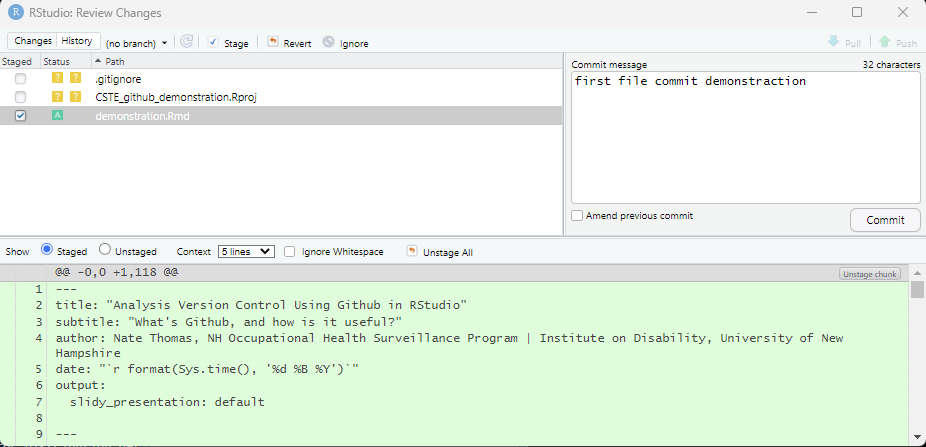 R RStudio: Review Changes
Changes History (no branch) Stage Revert Ignore Pull Push
Staged Status Path
? ? .gitignore
? ? CSTE_github_demonstration.Rproj
A demonstration.Rmd
Commit message 32 characters
first file commit demonstraction
Amend previous commit
Commit
Show Staged Unstaged Context 5 lines Ignore Whitespace Unstage All
@@ -0,0 +1,118 @@ Unstage chunk
1 ---
2 title: "Analysis Version Control Using Github in RStudio"
3 subtitle: "What's Github, and how is it useful?"
4 author: Nate Thomas, NH Occupational Health Surveillance Program | Institute on Disability, University of New
Hampshire
5 date: "`r format(Sys.time(), '%d %B %Y')`"
6 output:
7 slidy_presentation: default
8
9 ---